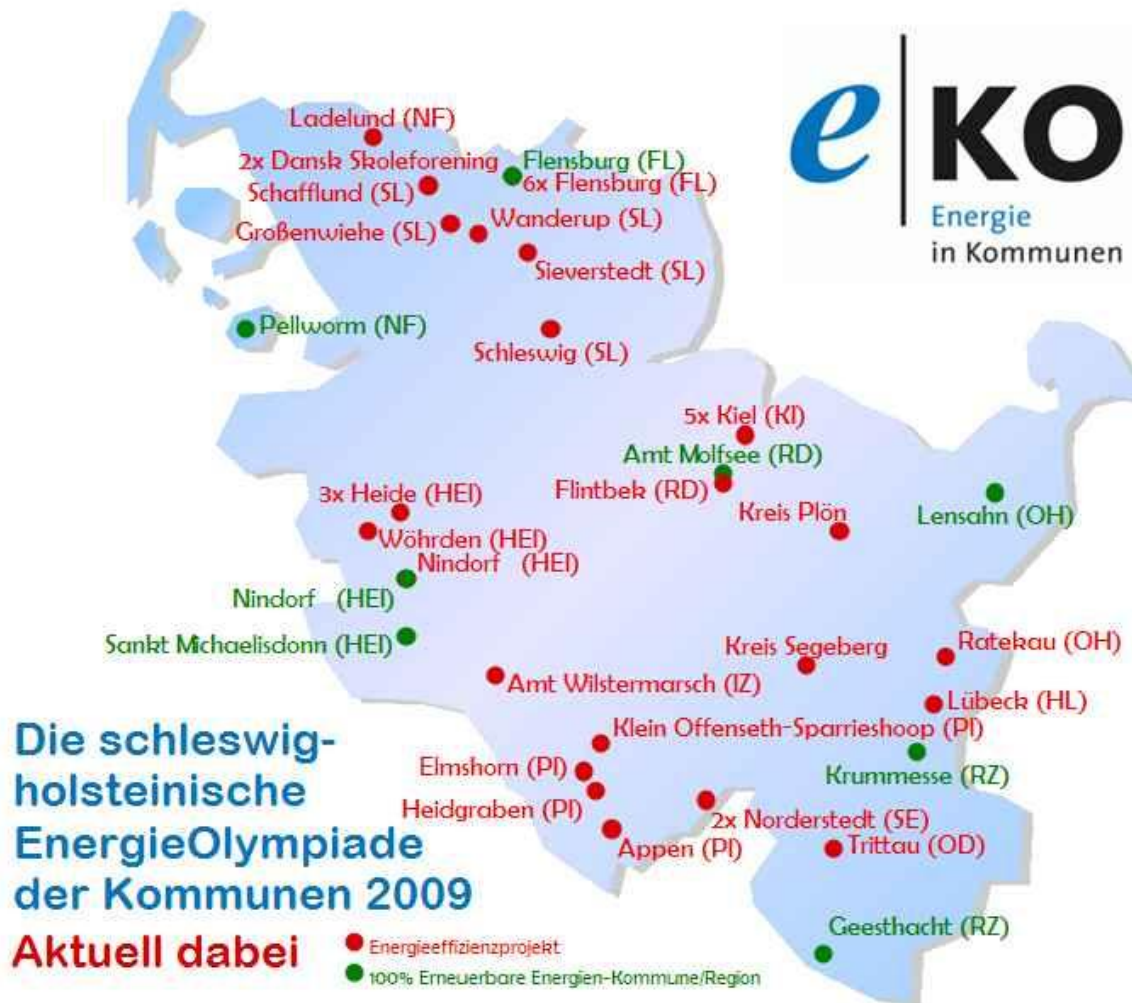 e|KO
Energie
in Kommunen
Ladelund (NF)
2x Dansk Skoleforening
Flensburg (FL)
Schafflund (SL)
6x Flensburg (FL)
Großenwiehe (SL)
Wanderup (SL)
Sieverstedt (SL)
Pellworm (NF)
Schleswig (SL)
5x Kiel (KI)
Amt Molfsee (RD)
Flintbek (RD)
3x Heide (HEI)
Kreis Plön
Lensahn (OH)
Wöhrden (HEI)
Nindorf (HEI)
Nindorf (HEI)
Sankt Michaelisdonn (HEI)
Kreis Segeberg
Ratekau (OH)
Amt Wilstermarsch (IZ)
Lübeck (HL)
Klein Offenseth-Sparrieshoop (PI)
Elmshorn (PI)
Krummesse (RZ)
Heidgraben (PI)
2x Norderstedt (SE)
Appen (PI)
Trittau (OD)
Geesthacht (RZ)
Die schleswig-
holsteinische
EnergieOlympiade
der Kommunen 2009
Aktuell dabei
Energieeffizienzprojekt
100% Erneuerbare Energien-Kommune/Region